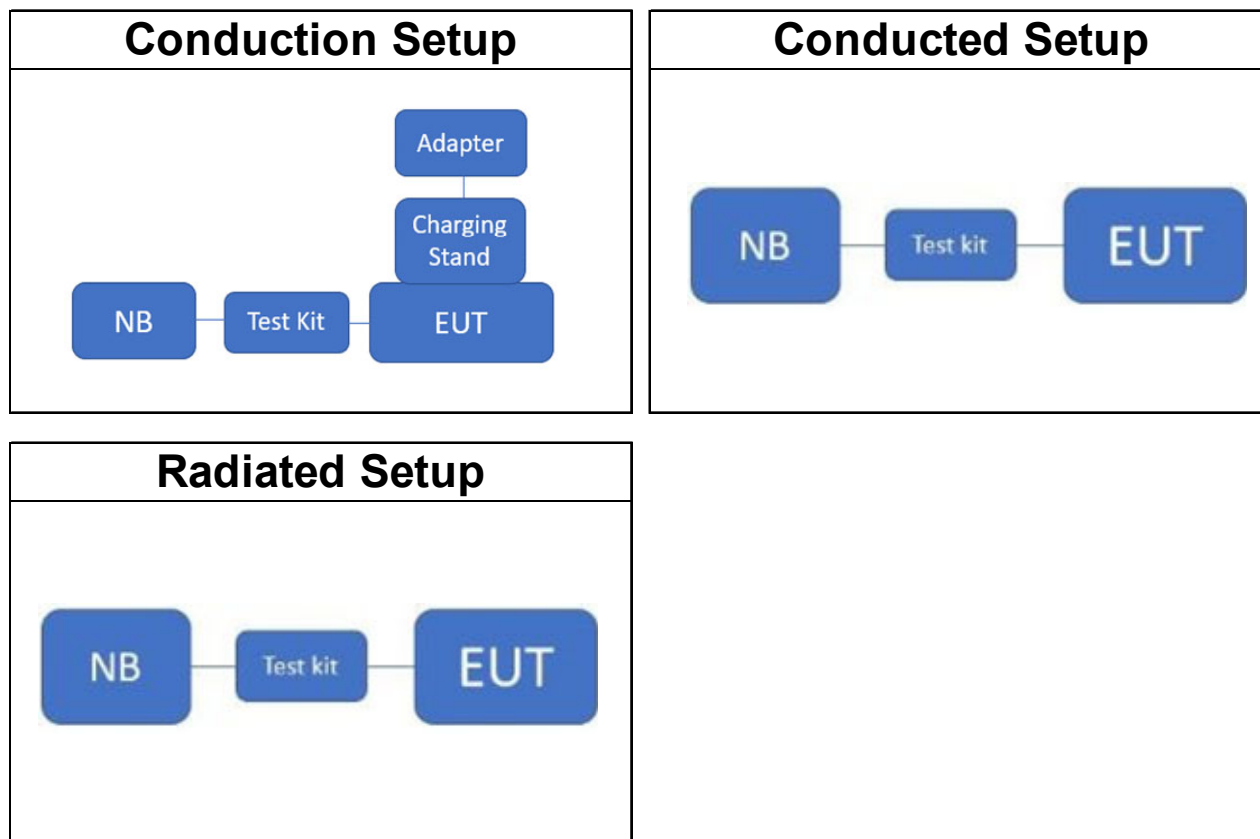 Conduction Setup
Adapter
Charging
Stand
NB
Test Kit
EUT
Conducted Setup
NB
Test kit
EUT
Radiated Setup
NB
Test kit
EUT